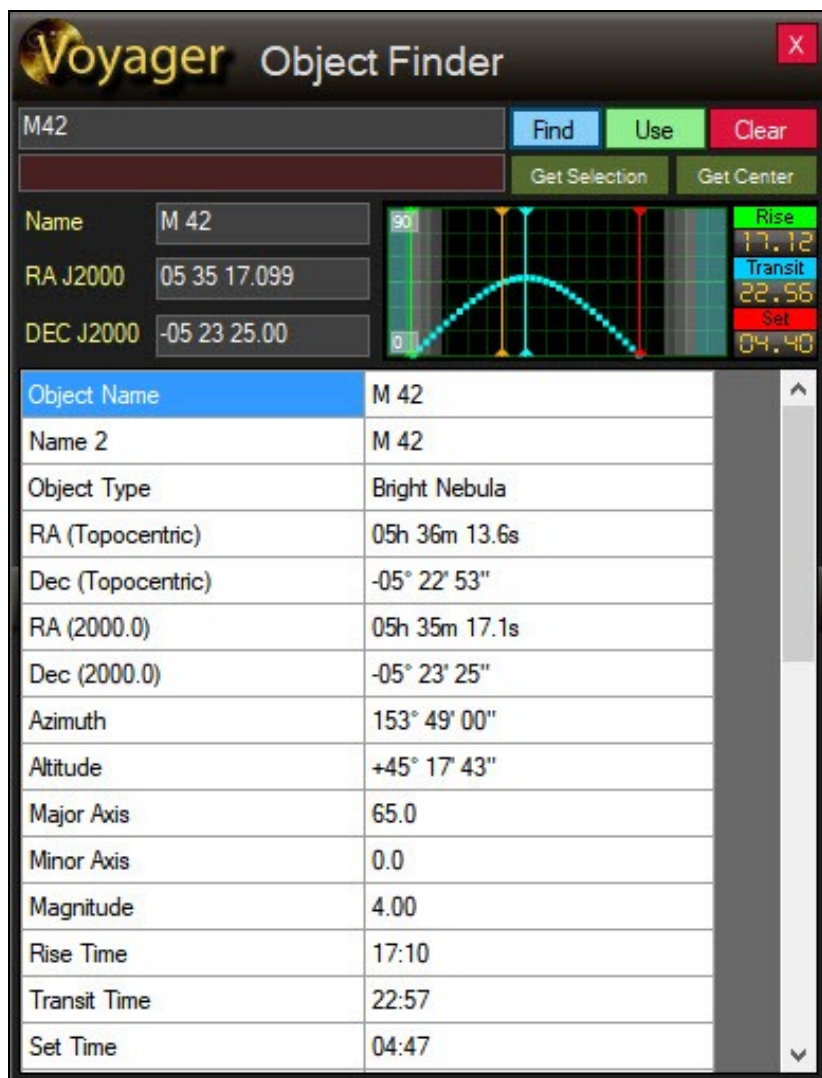 Voyager Object Finder X
M42 Find Use Clear
Get Selection Get Center
Name M 42 90 Rise 17.12
RA J2000 05 35 17.099 Transit 22.56
DEC J2000 -05 23 25.00 0 Set 04.40
Object Name M 42
Name 2 M 42
Object Type Bright Nebula
RA (Topocentric) 05h 36m 13.6s
Dec (Topocentric) -05° 22' 53"
RA (2000.0) 05h 35m 17.1s
Dec (2000.0) -05° 23' 25"
Azimuth 153° 49' 00"
Altitude +45° 17' 43"
Major Axis 65.0
Minor Axis 0.0
Magnitude 4.00
Rise Time 17:10
Transit Time 22:57
Set Time 04:47